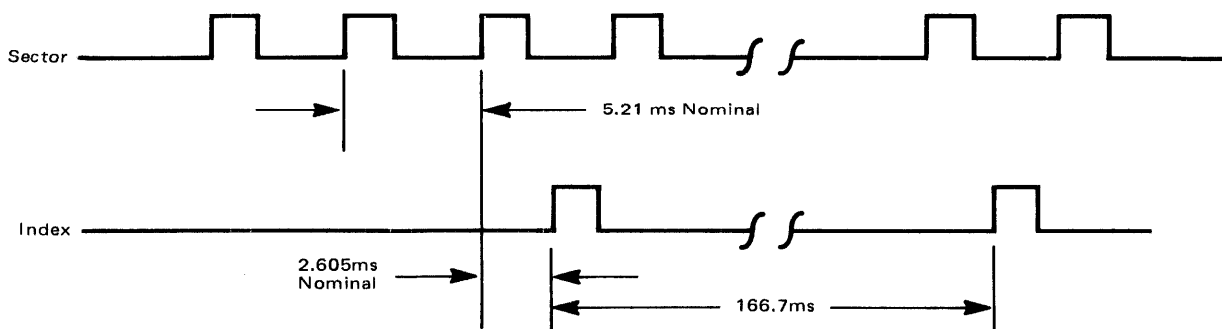 Sector
5.21 ms Nominal
Index
2.605ms
Nominal
166.7ms